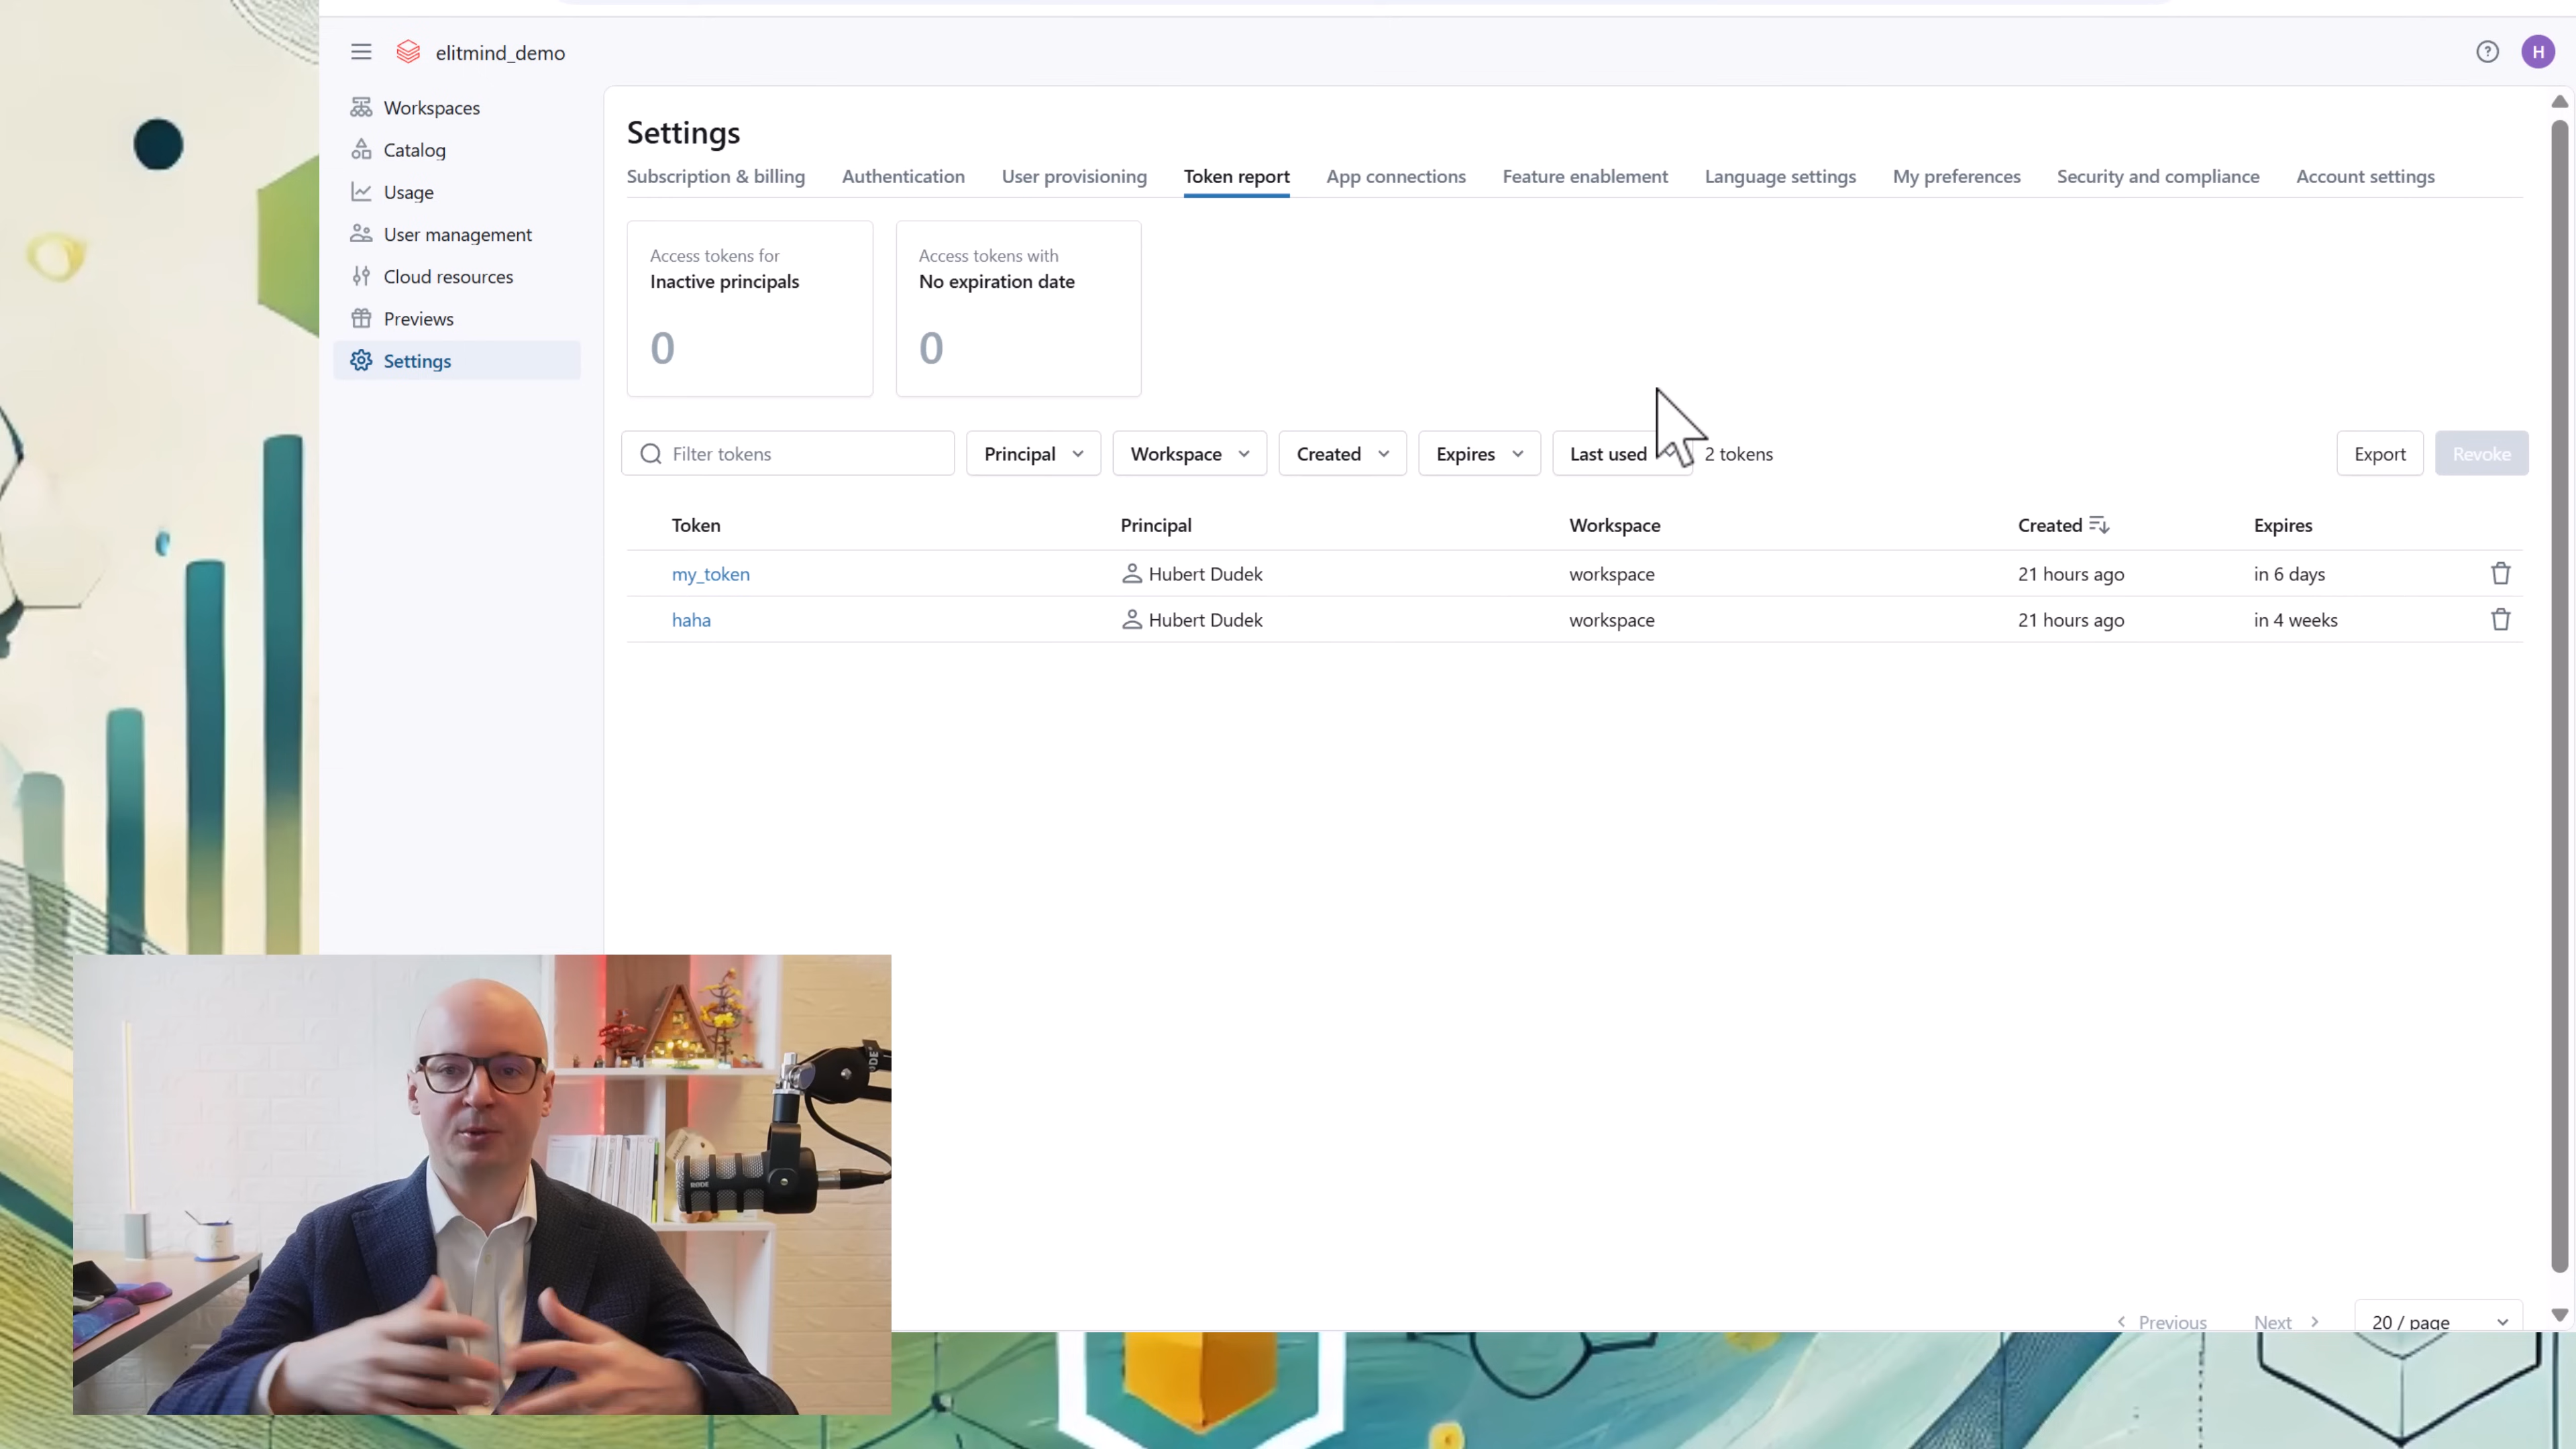 elitmind_demo
H
Workspaces
Catalog
Usage
User management
Cloud resources
Previews
Settings
Settings
Subscription & billing Authentication User provisioning Token report App connections Feature enablement Language settings My preferences Security and compliance Account settings
Access tokens for
Inactive principals
0
Access tokens with
No expiration date
0
Filter tokens Principal Workspace Created Expires Last used 2 tokens Export Revoke
Token Principal Workspace Created Expires
my_token Hubert Dudek workspace 21 hours ago in 6 days
haha Hubert Dudek workspace 21 hours ago in 4 weeks
Previous Next 20 / page
RØDE